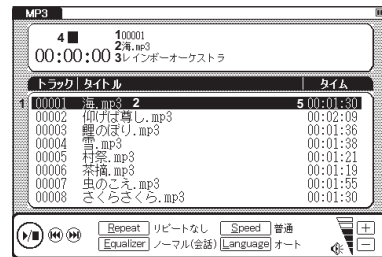 MP3
4 ■ 1 00001
2 海.mp3
00:00:00 3 レインボーオーケストラ
トラック タイトル タイム
1 00001 海.mp3 2 5 00:01:30
00002 仰げば尊し.mp3 00:02:09
00003 鯉のぼり.mp3 00:01:36
00004 雪.mp3 00:01:38
00005 村祭.mp3 00:01:21
00006 茶摘.mp3 00:01:19
00007 虫のこえ.mp3 00:01:55
00008 さくらさくら.mp3 00:01:30
Repeat リピートなし Speed 普通
Equalizer ノーマル(会話) Language オート